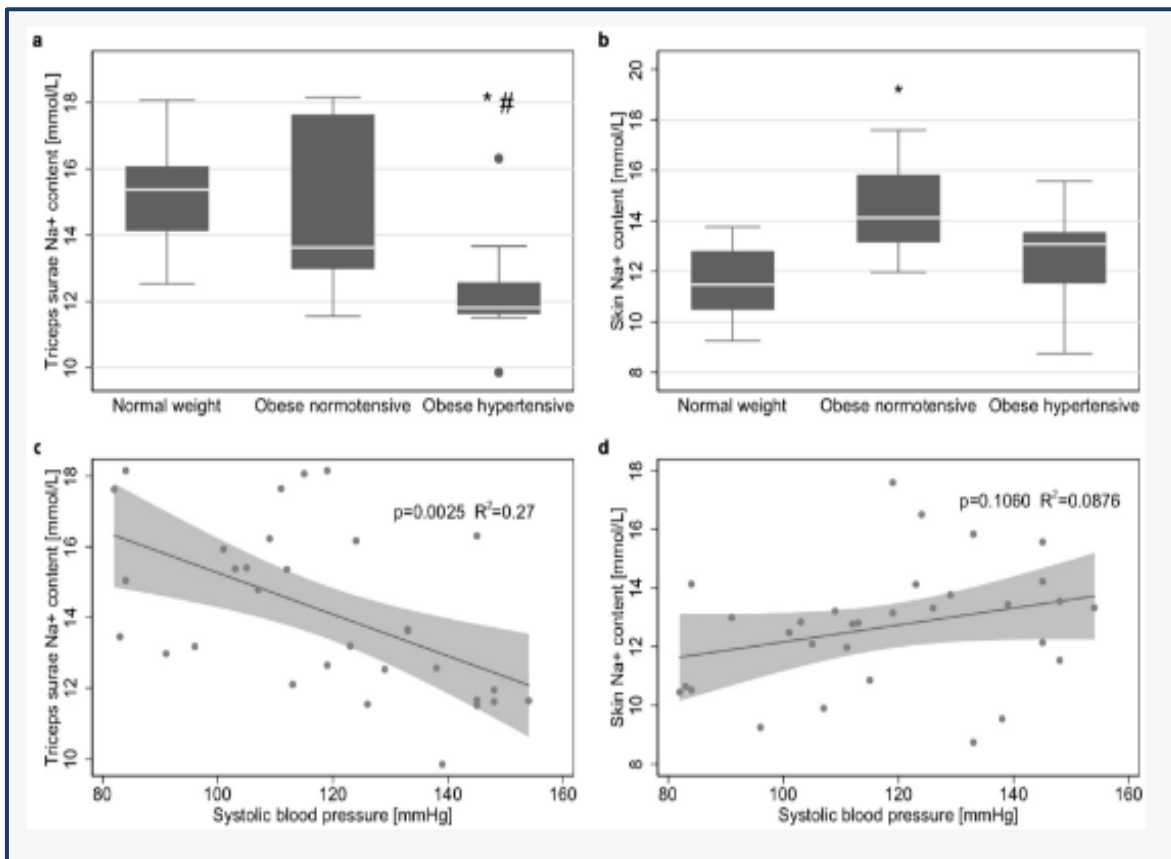 a
Triceps surae Na+ content [mmol/L]
18
16
14
12
10
* #
Normal weight
Obese normotensive
Obese hypertensive
b
Skin Na+ content [mmol/L]
20
18
16
14
12
10
8
*
Normal weight
Obese normotensive
Obese hypertensive
c
Triceps surae Na+ content [mmol/L]
18
16
14
12
10
p=0.0025 R²=0.27
80 100 120 140 160
Systolic blood pressure [mmHg]
d
Skin Na+ content [mmol/L]
18
16
14
12
10
8
p=0.1060 R²=0.0876
80 100 120 140 160
Systolic blood pressure [mmHg]